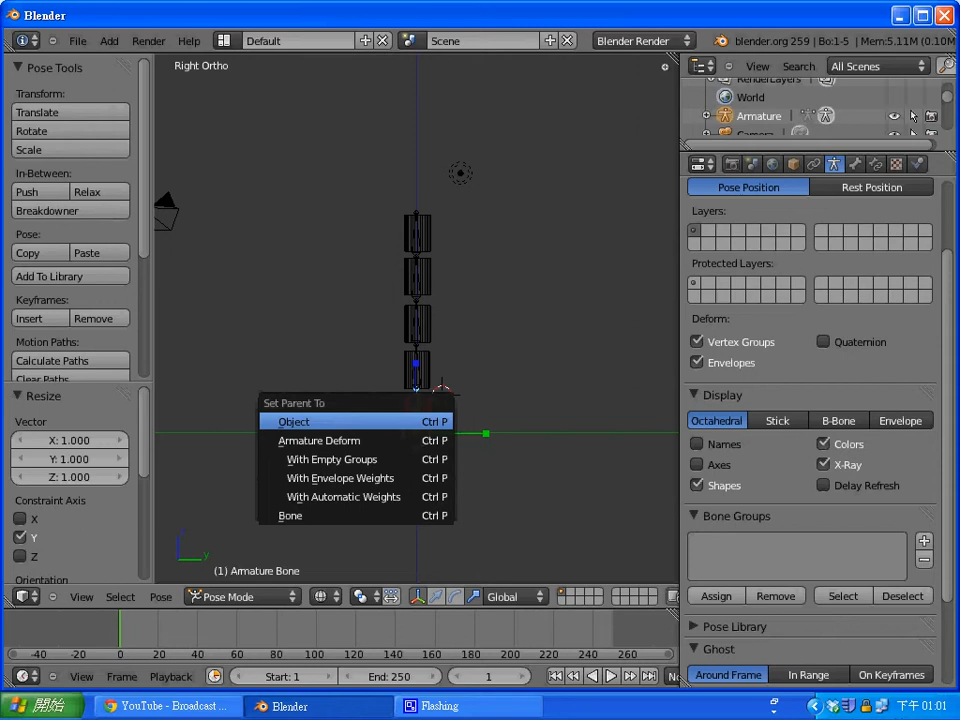 Blender
File Add Render Help Default Scene Blender Render blender.org 259 | Bo:1-5 | Mem:5.11M (0.10M
Pose Tools
Transform:
Translate
Rotate
Scale
In-Between:
Push Relax
Breakdowner
Pose:
Copy Paste
Add To Library
Keyframes:
Insert Remove
Motion Paths:
Calculate Paths
Clear Paths
Resize
Vector
X: 1.000
Y: 1.000
Z: 1.000
Constraint Axis
X
Y
Z
Orientation
Right Ortho
Set Parent To
Object Ctrl P
Armature Deform Ctrl P
With Empty Groups Ctrl P
With Envelope Weights Ctrl P
With Automatic Weights Ctrl P
Bone Ctrl P
y
(1) Armature Bone
View Select Pose Pose Mode Global
-40 -20 0 20 40 60 80 100 120 140 160 180 200 220 240 260
View Frame Playback Start: 1 End: 250 1 No
View Search All Scenes
RenderLayers
World
Armature
Camera
Pose Position Rest Position
Layers:
Protected Layers:
Deform:
Vertex Groups Quaternion
Envelopes
Display
Octahedral Stick B-Bone Envelope
Names Colors
Axes X-Ray
Shapes Delay Refresh
Bone Groups
Assign Remove Select Deselect
Pose Library
Ghost
Around Frame In Range On Keyframes
開始 YouTube - Broadcast ... Blender Flashing 下午 01:01